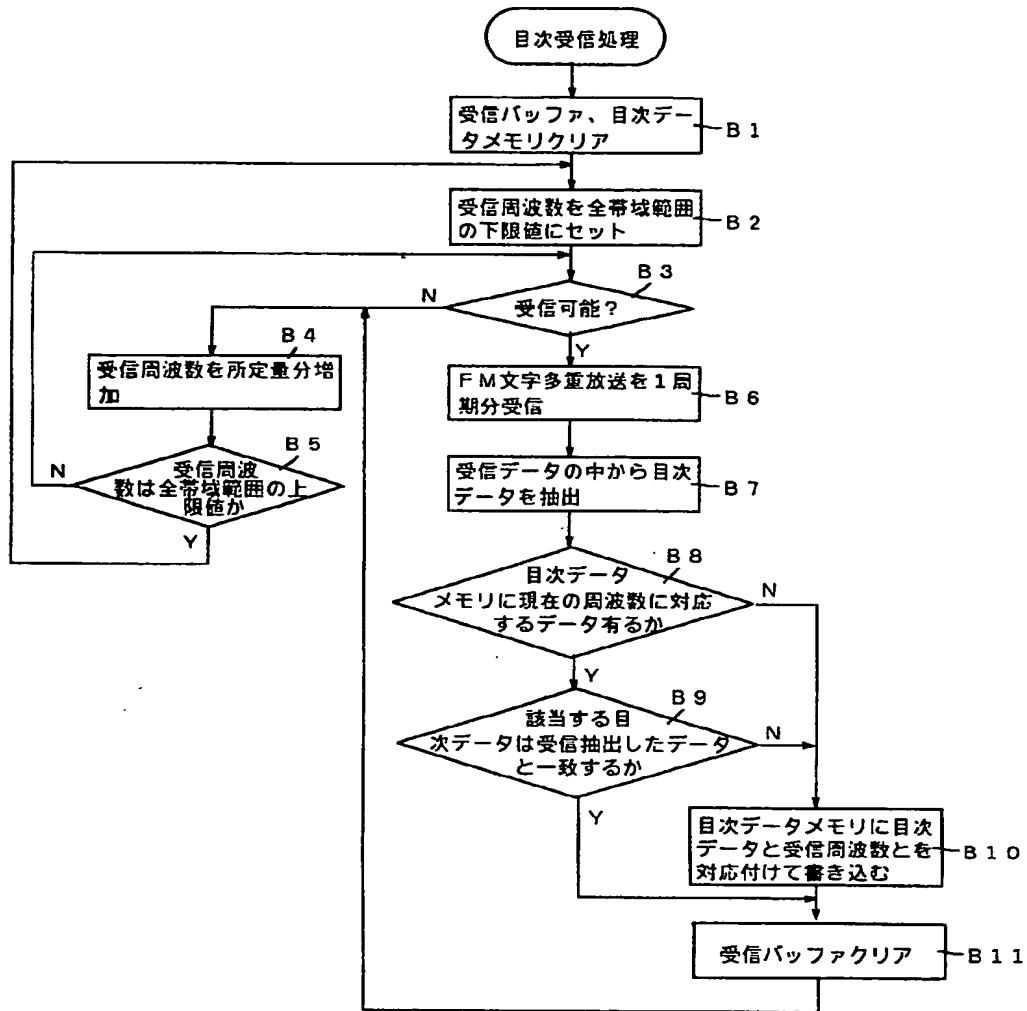 目次受信処理
受信バッファ、目次デー
タメモリクリア
B1
受信周波数を全帯域範囲
の下限値にセット
B2
B3
受信可能?
N
Y
B4
受信周波数を所定量分増
加
B5
受信周波
数は全帯域範囲の上
限値か
N
Y
FM文字多重放送を1周
期分受信
B6
受信データの中から目次
データを抽出
B7
B8
目次データ
メモリに現在の周波数に対応
するデータ有るか
N
Y
B9
該当する目
次データは受信抽出したデータ
と一致するか
N
Y
目次データメモリに目次
データと受信周波数とを
対応付けて書き込む
B10
受信バッファクリア
B11